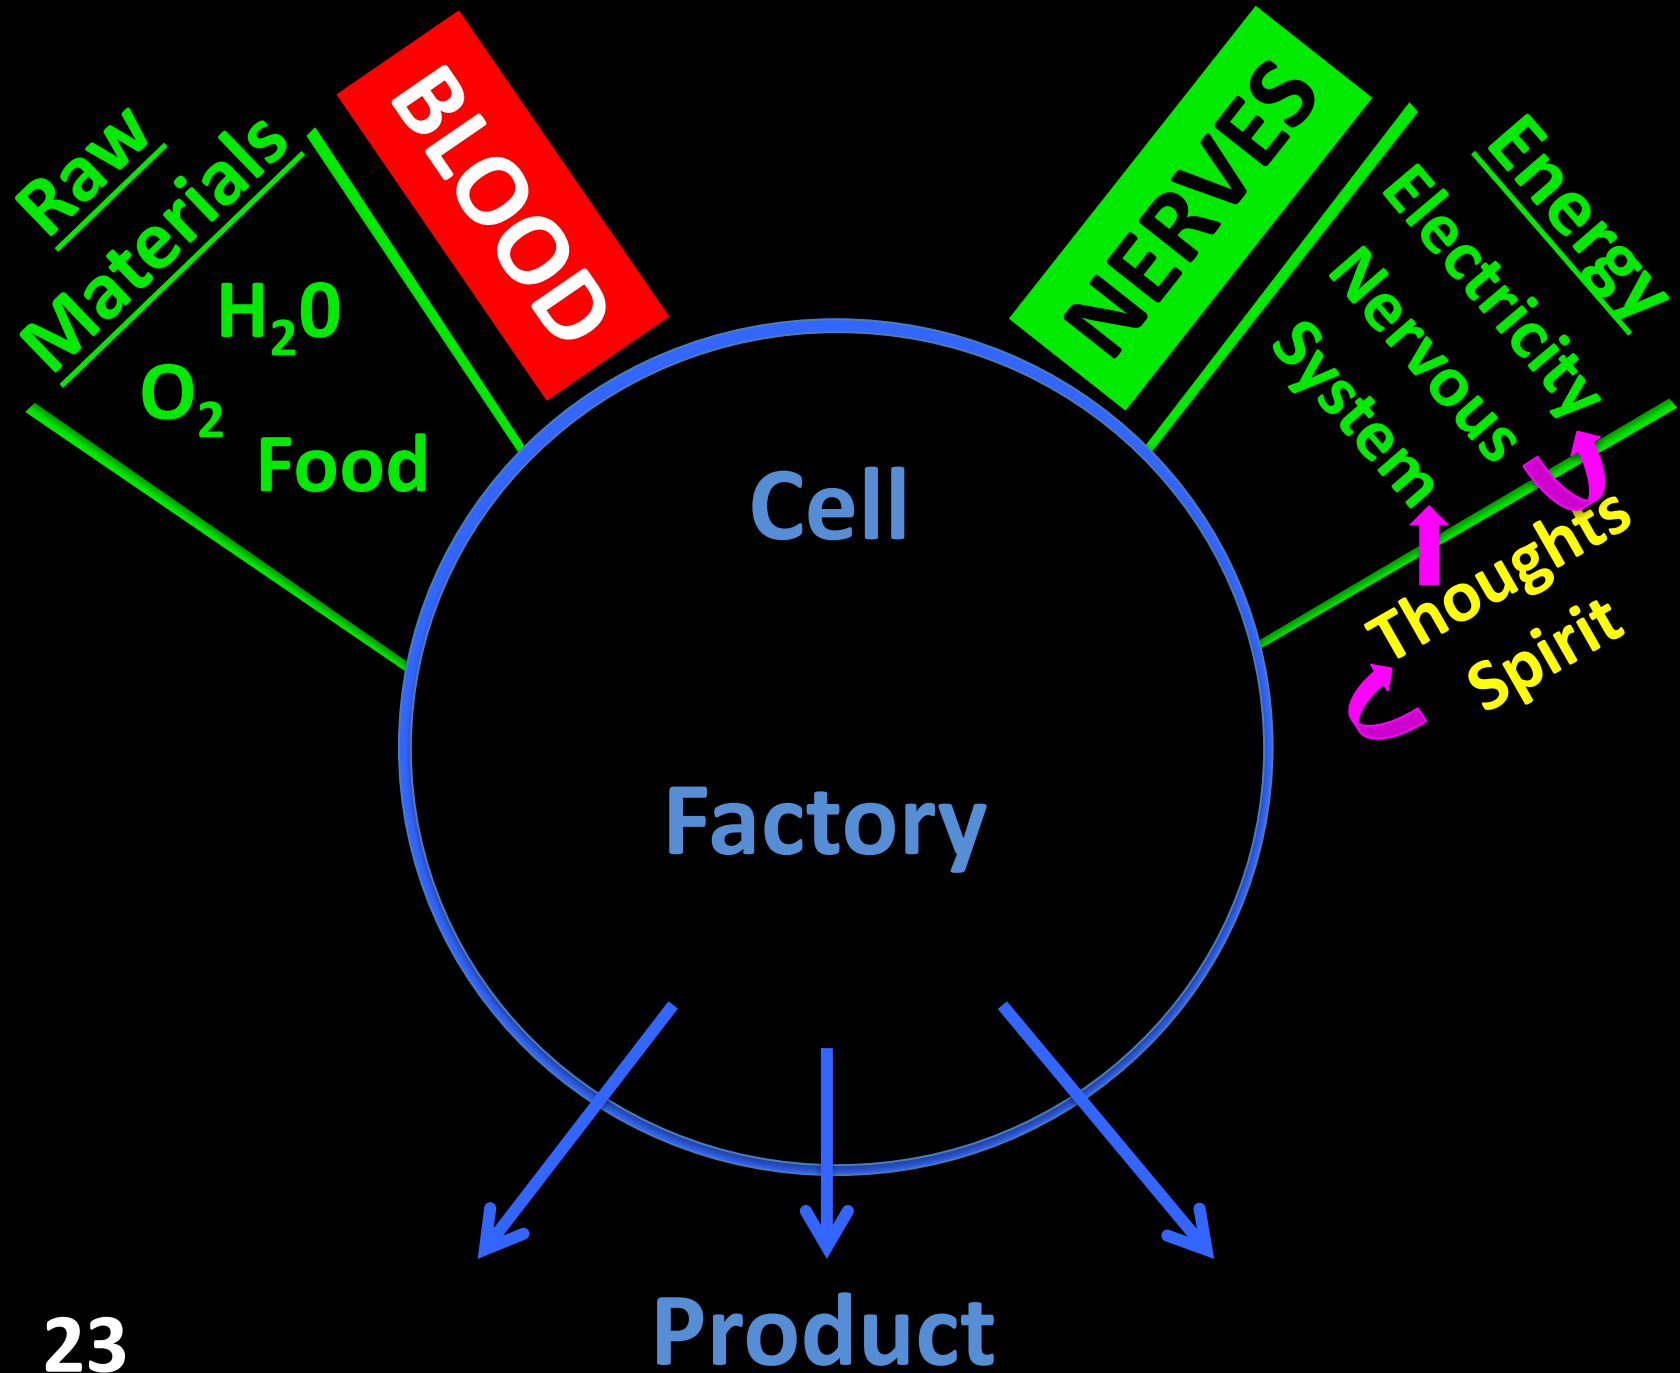 Raw
Materials
H₂0
O₂
Food
BLOOD
NERVES
Energy
Electricity
Nervous
System
Thoughts
Spirit
Cell
Factory
Product
23